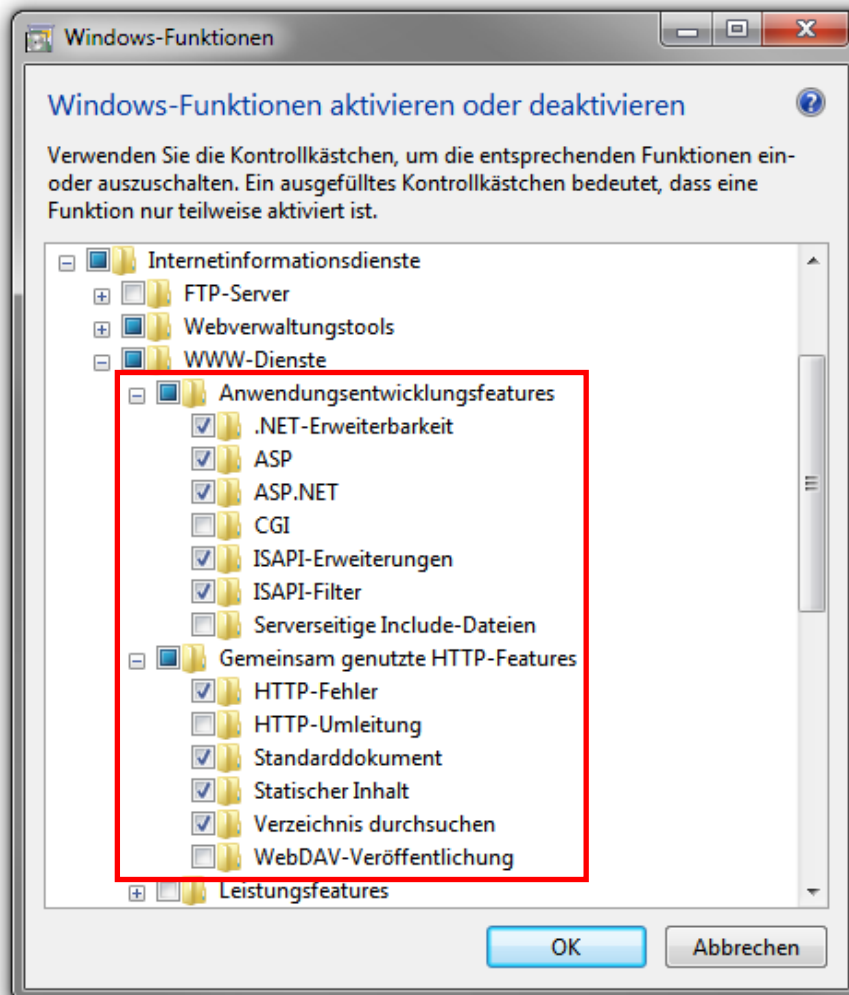 Windows-Funktionen
Windows-Funktionen aktivieren oder deaktivieren
Verwenden Sie die Kontrollkästchen, um die entsprechenden Funktionen ein-
oder auszuschalten. Ein ausgefülltes Kontrollkästchen bedeutet, dass eine
Funktion nur teilweise aktiviert ist.
Internetinformationsdienste
FTP-Server
Webverwaltungstools
WWW-Dienste
Anwendungsentwicklungsfeatures
.NET-Erweiterbarkeit
ASP
ASP.NET
CGI
ISAPI-Erweiterungen
ISAPI-Filter
Serverseitige Include-Dateien
Gemeinsam genutzte HTTP-Features
HTTP-Fehler
HTTP-Umleitung
Standarddokument
Statischer Inhalt
Verzeichnis durchsuchen
WebDAV-Veröffentlichung
Leistungsfeatures
OK Abbrechen